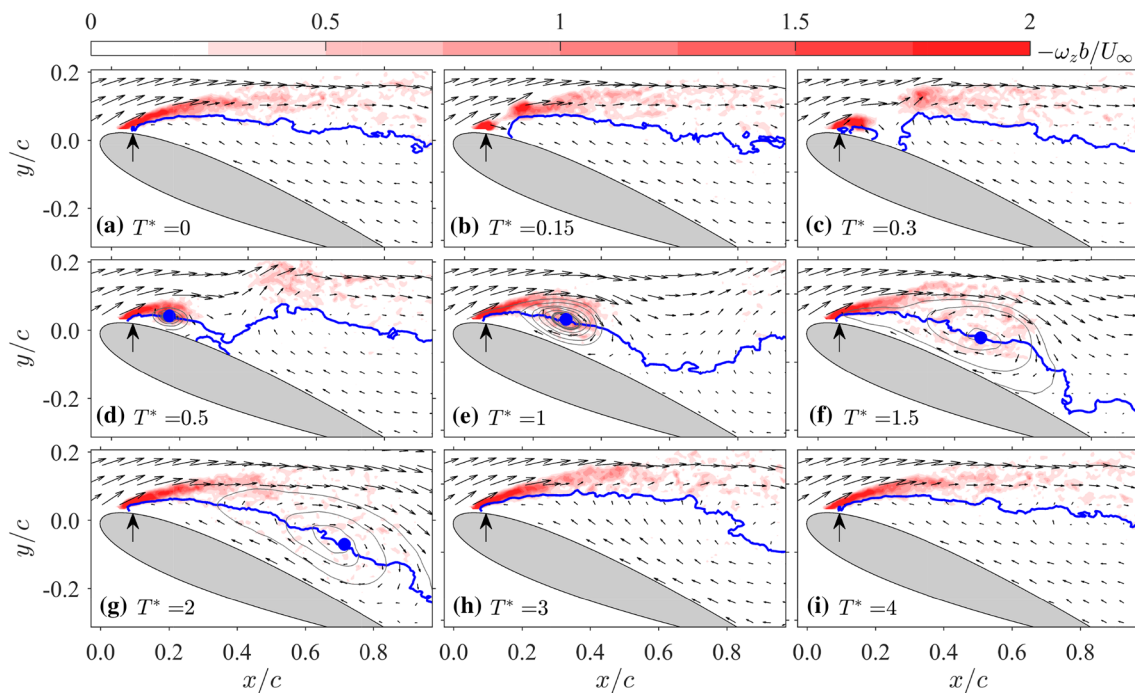 0 0.5 1 1.5 2
−ω_z b/U_∞
0.2
0.0
-0.2
y/c
(a) T* =0
(b) T* =0.15
(c) T* =0.3
0.2
0.0
-0.2
y/c
(d) T* =0.5
(e) T* =1
(f) T* =1.5
0.2
0.0
-0.2
y/c
(g) T* =2
(h) T* =3
(i) T* =4
0.0 0.2 0.4 0.6 0.8 0.0 0.2 0.4 0.6 0.8 0.0 0.2 0.4 0.6 0.8
x/c x/c x/c